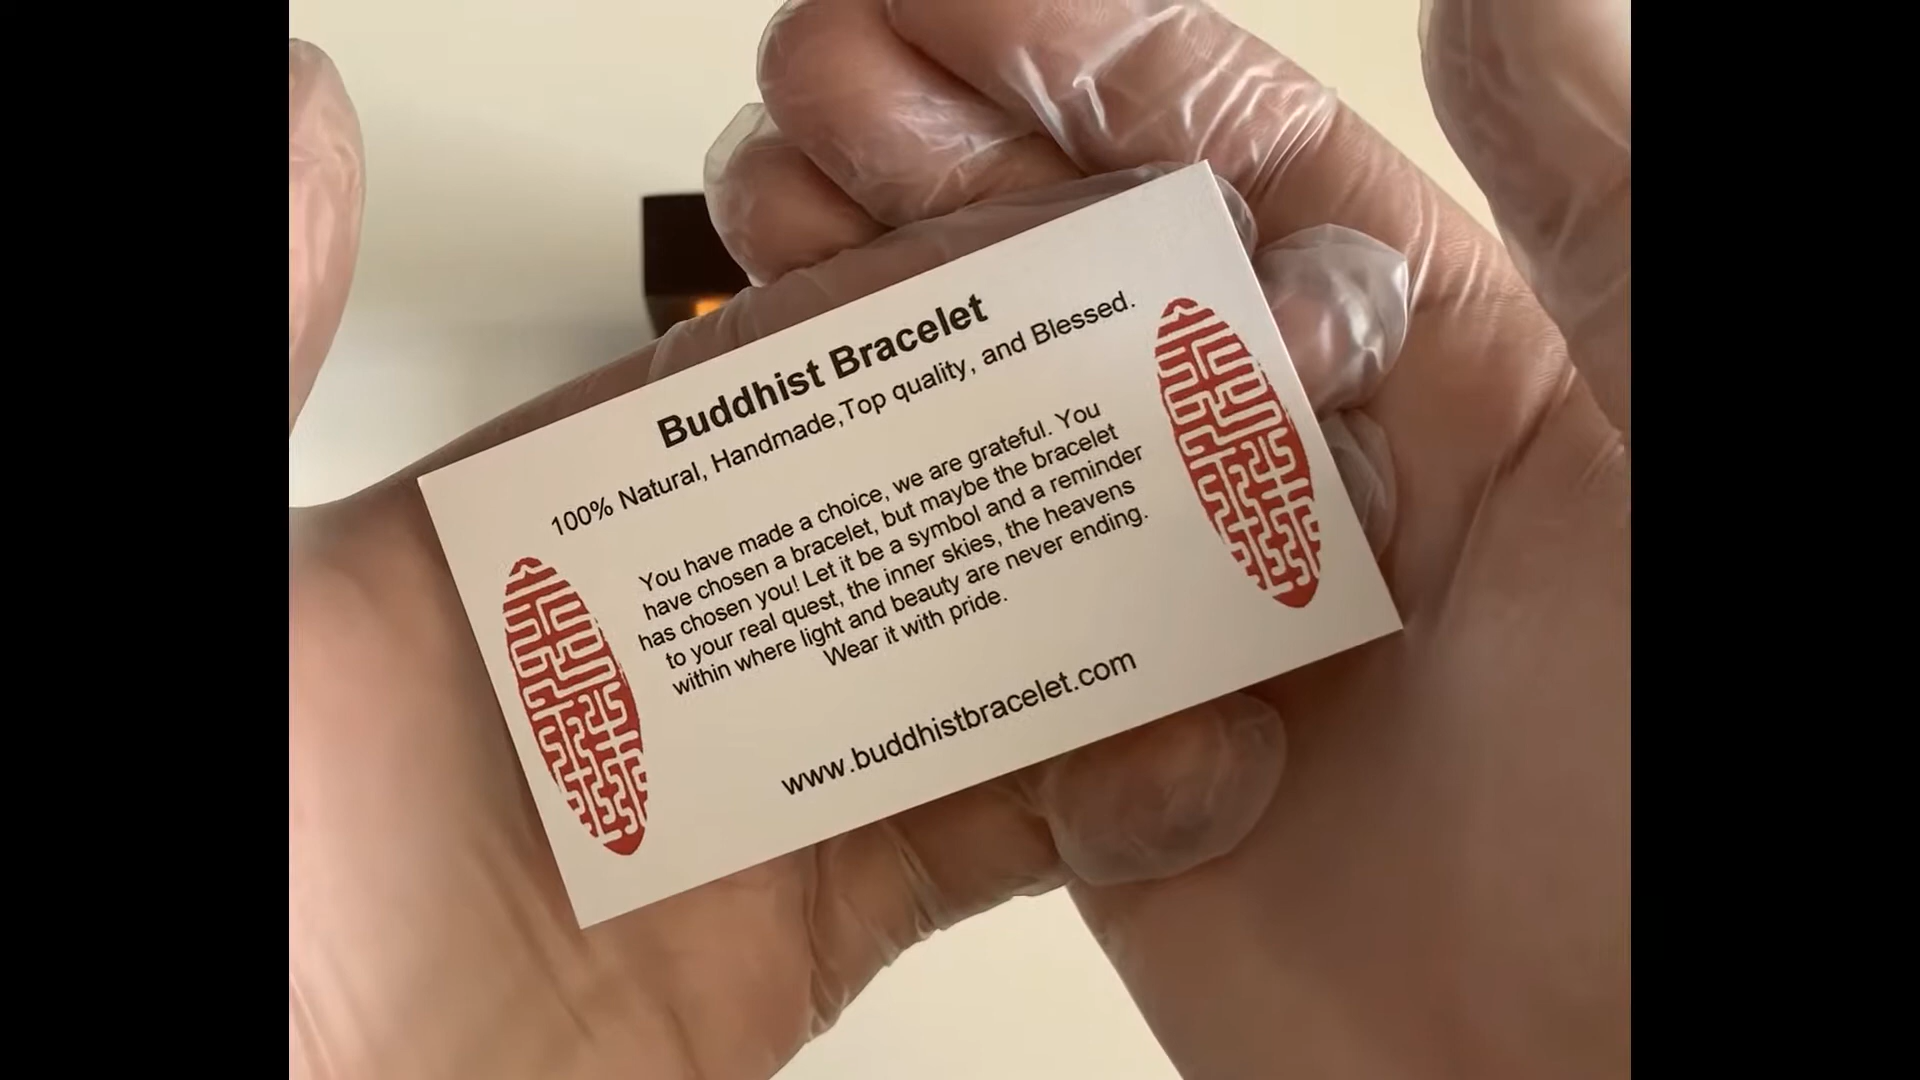 Buddhist Bracelet
100% Natural, Handmade,Top quality, and Blessed.
You have made a choice, we are grateful. You
have chosen a bracelet, but maybe the bracelet
has chosen you! Let it be a symbol and a reminder
to your real quest, the inner skies, the heavens
within where light and beauty are never ending.
Wear it with pride.
www.buddhistbracelet.com